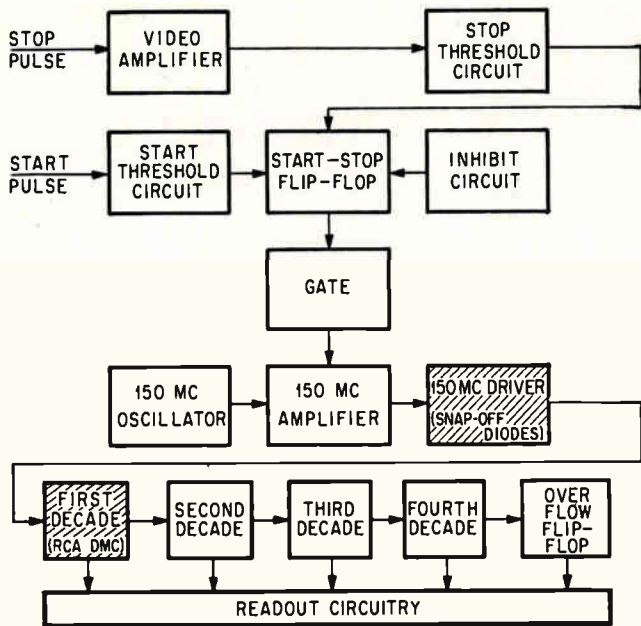 STOP
PULSE
VIDEO
AMPLIFIER
STOP
THRESHOLD
CIRCUIT
START
PULSE
START
THRESHOLD
CIRCUIT
START-STOP
FLIP-FLOP
INHIBIT
CIRCUIT
GATE
150 MC
OSCILLATOR
150 MC
AMPLIFIER
150 MC DRIVER
(SNAP-OFF
DIODES)
FIRST
DECADE
(RCA DMC)
SECOND
DECADE
THIRD
DECADE
FOURTH
DECADE
OVER
FLOW
FLIP-
FLOP
READOUT CIRCUITRY